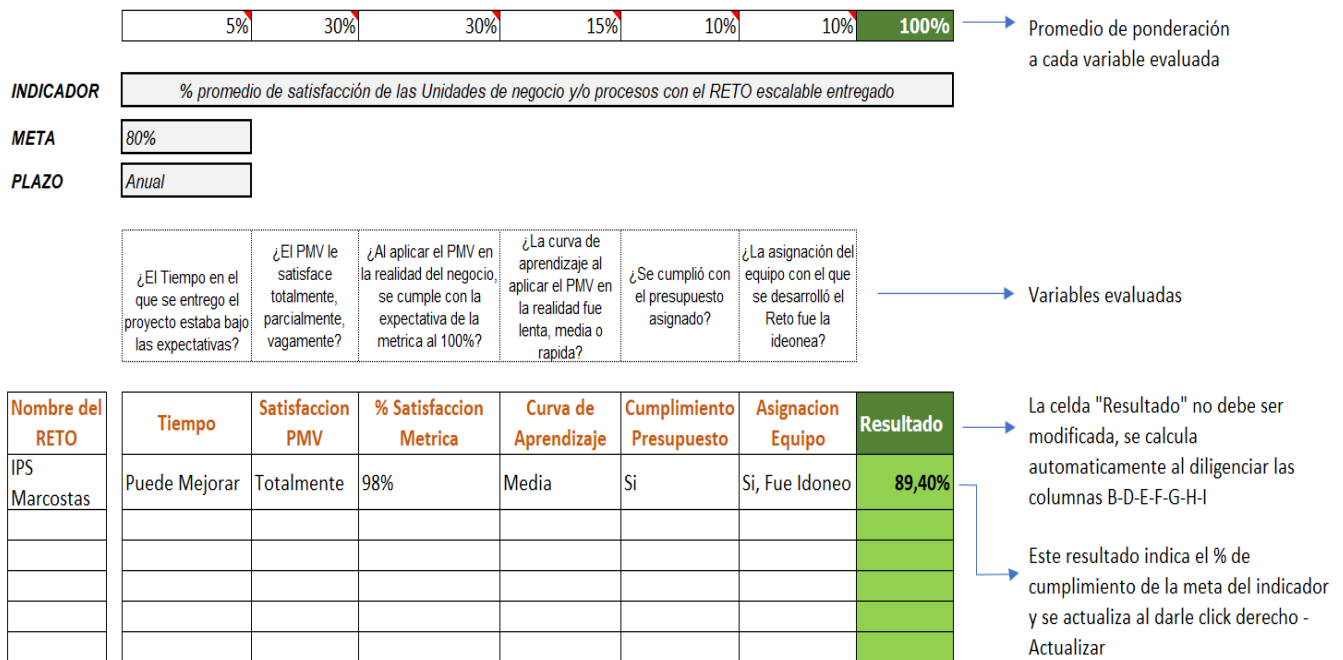 5% 30% 30% 15% 10% 10% 100%
Promedio de ponderación
a cada variable evaluada
INDICADOR
% promedio de satisfacción de las Unidades de negocio y/o procesos con el RETO escalable entregado
META
80%
PLAZO
Anual
¿El Tiempo en el
que se entrego el
proyecto estaba bajo
las expectativas?
¿El PMV le
satisface
totalmente,
parcialmente,
vagamente?
¿Al aplicar el PMV en
la realidad del negocio,
se cumple con la
expectativa de la
metrica al 100%?
¿La curva de
aprendizaje al
aplicar el PMV en
la realidad fue
lenta, media o
rapida?
¿Se cumplió con
el presupuesto
asignado?
¿La asignación del
equipo con el que
se desarrolló el
Reto fue la
ideonea?
Variables evaluadas
Nombre del
RETO
Tiempo
Satisfaccion
PMV
% Satisfaccion
Metrica
Curva de
Aprendizaje
Cumplimiento
Presupuesto
Asignacion
Equipo
Resultado
La celda "Resultado" no debe ser
modificada, se calcula
automaticamente al diligenciar las
columnas B-D-E-F-G-H-I
IPS
Marcostas
Puede Mejorar
Totalmente
98%
Media
Si
Si, Fue Idoneo
89,40%
Este resultado indica el % de
cumplimiento de la meta del indicador
y se actualiza al darle click derecho -
Actualizar